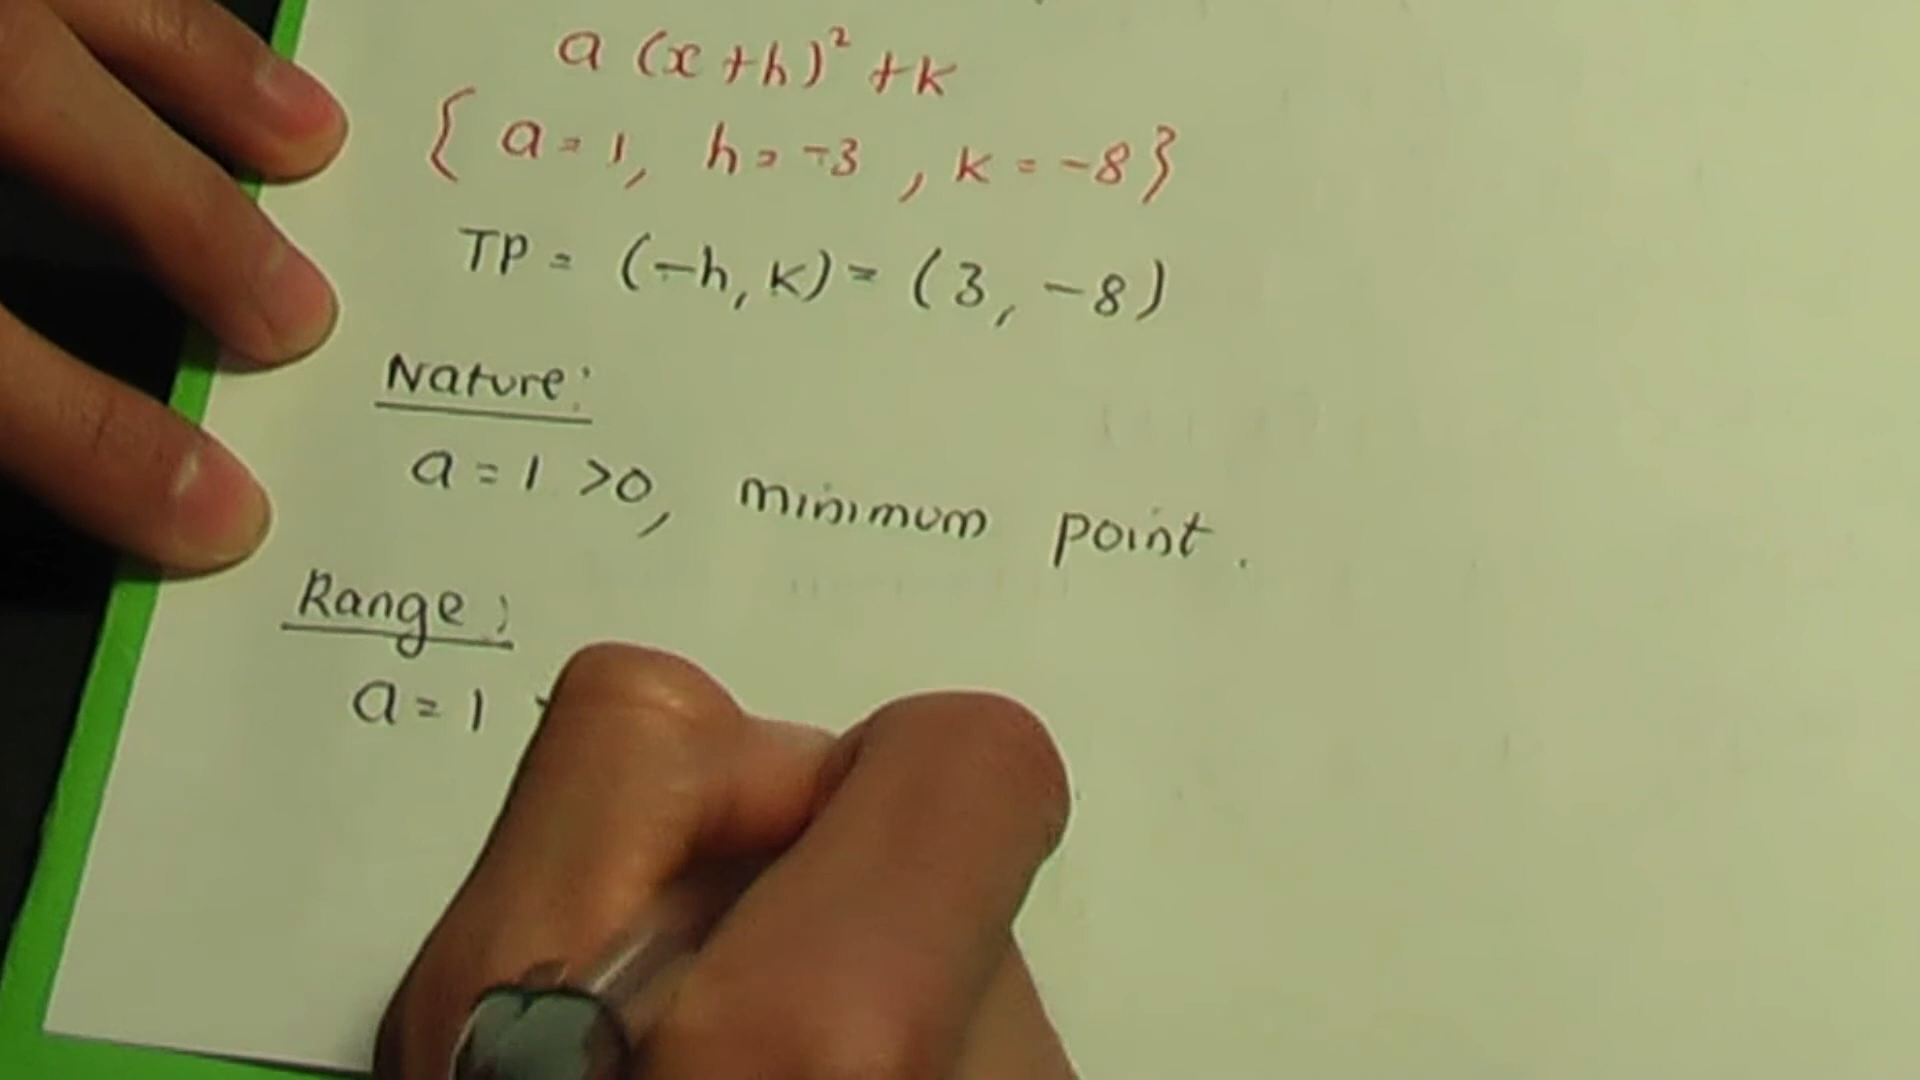 a (x+h)² +k
{ a=1, h=-3, k=-8}
TP = (-h, k) = (3, -8)
Nature:
a=1 >0, minimum point.
Range:
a=1